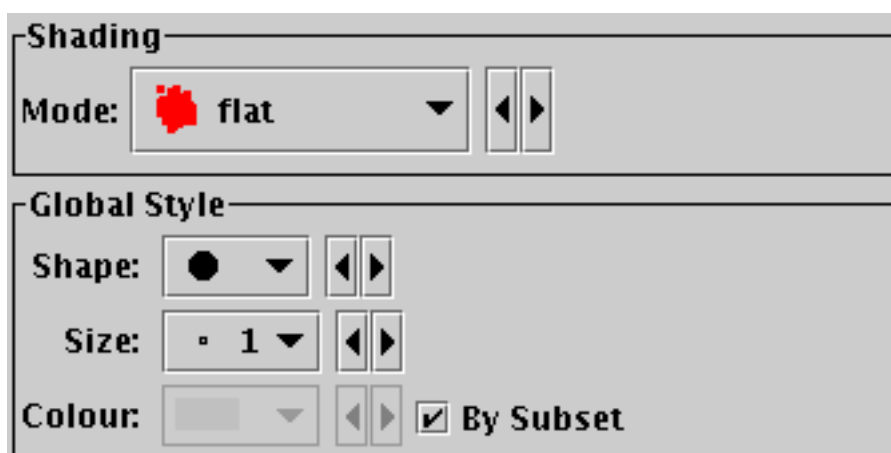 Shading
Mode: flat
Global Style
Shape:
Size: 1
Colour: By Subset